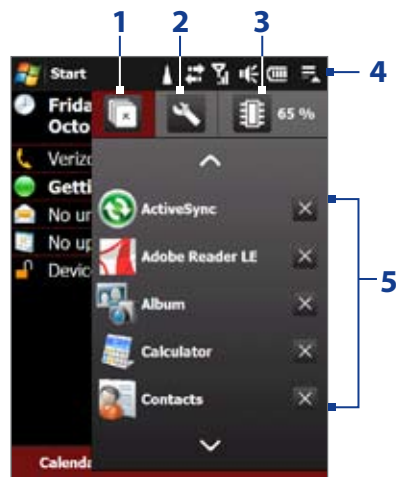 1 2 3
Start
4
65 %
Frida
Octo
Verizo
Getti
No un
No up
Devic
ActiveSync
Adobe Reader LE
Album
Calculator
Contacts
5
Calenda